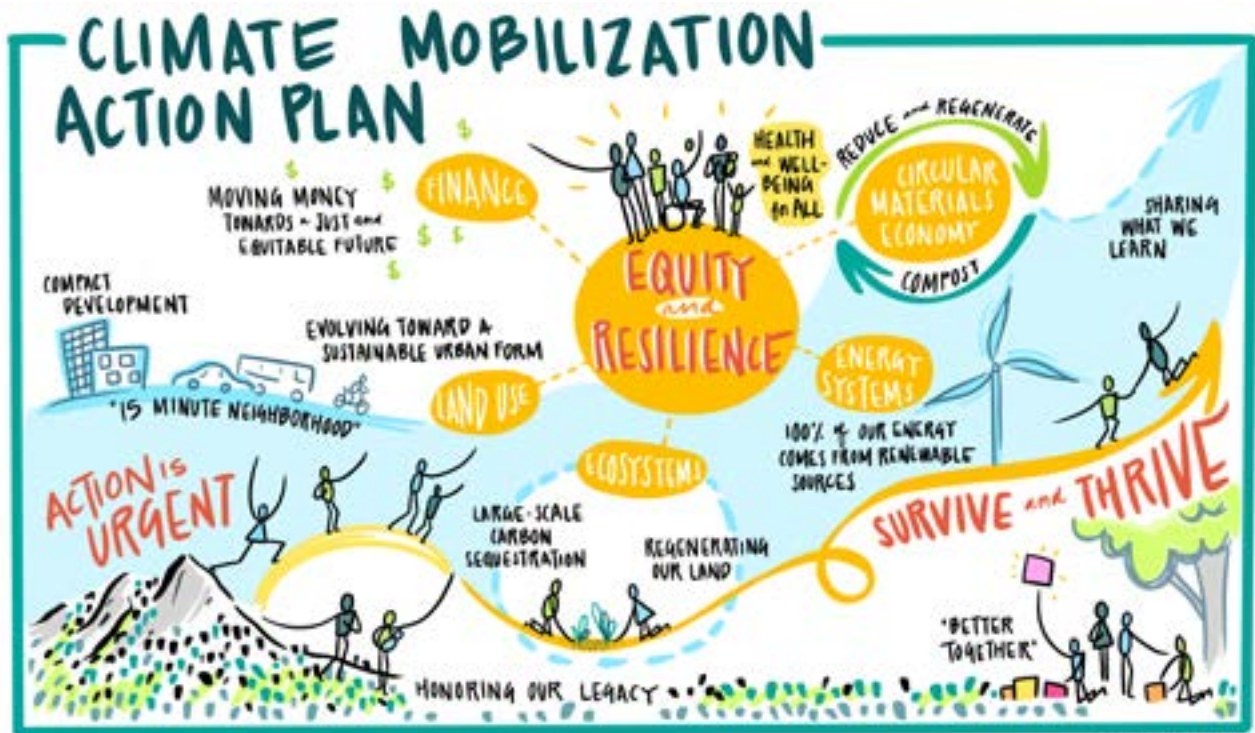 CLIMATE MOBILIZATION
ACTION PLAN
$
$
$
$
$
$
FINANCE
MOVING MONEY
TOWARDS a JUST and
EQUITABLE FUTURE
HEALTH
and WELL-
BEING
for ALL
REDUCE and REGENERATE
CIRCULAR
MATERIALS
ECONOMY
COMPOST
SHARING
WHAT WE
LEARN
EQUITY
and
RESILIENCE
COMPACT
DEVELOPMENT
EVOLVING TOWARD A
SUSTAINABLE URBAN FORM
LAND USE
"15 MINUTE NEIGHBORHOOD"
ENERGY
SYSTEMS
100% of OUR ENERGY
COMES FROM RENEWABLE
SOURCES
ECOSYSTEMS
LARGE-SCALE
CARBON
SEQUESTRATION
REGENERATING
OUR LAND
ACTION IS
URGENT
SURVIVE and THRIVE
"BETTER
TOGETHER"
HONORING OUR LEGACY